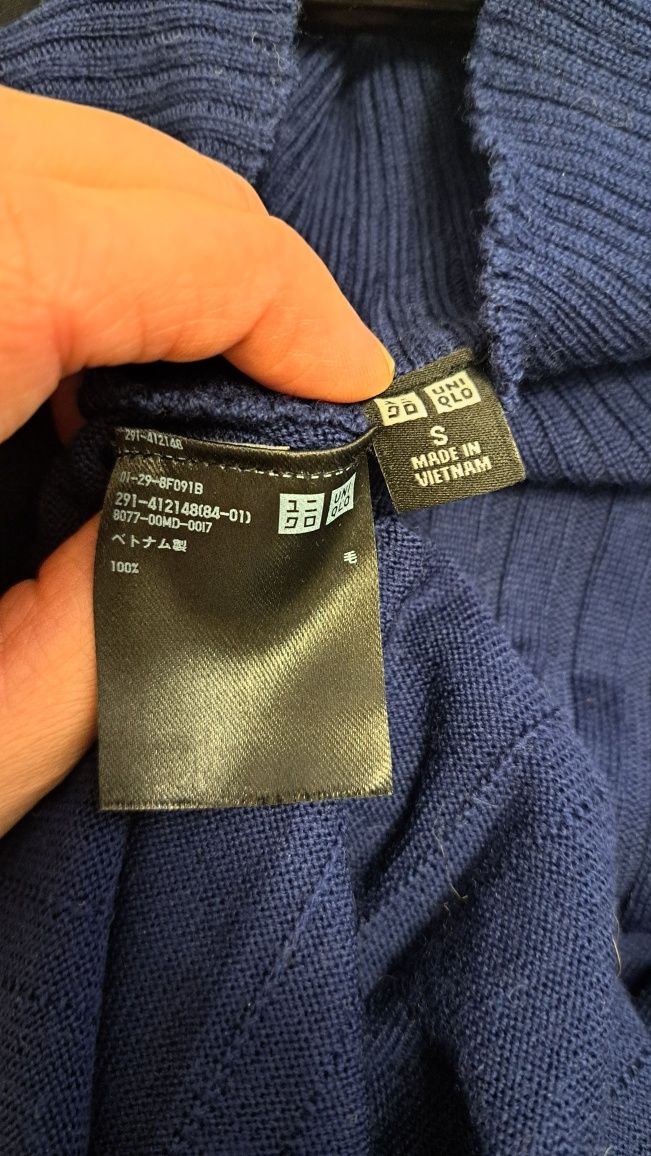 ユニ UNI
クロ QLO
S
MADE IN
VIETNAM
291-412148
01-29-8F091B
291-412148(84-01)
8077-00MD-0017
ユニ UNI
クロ QLO
ベトナム製
毛
100%